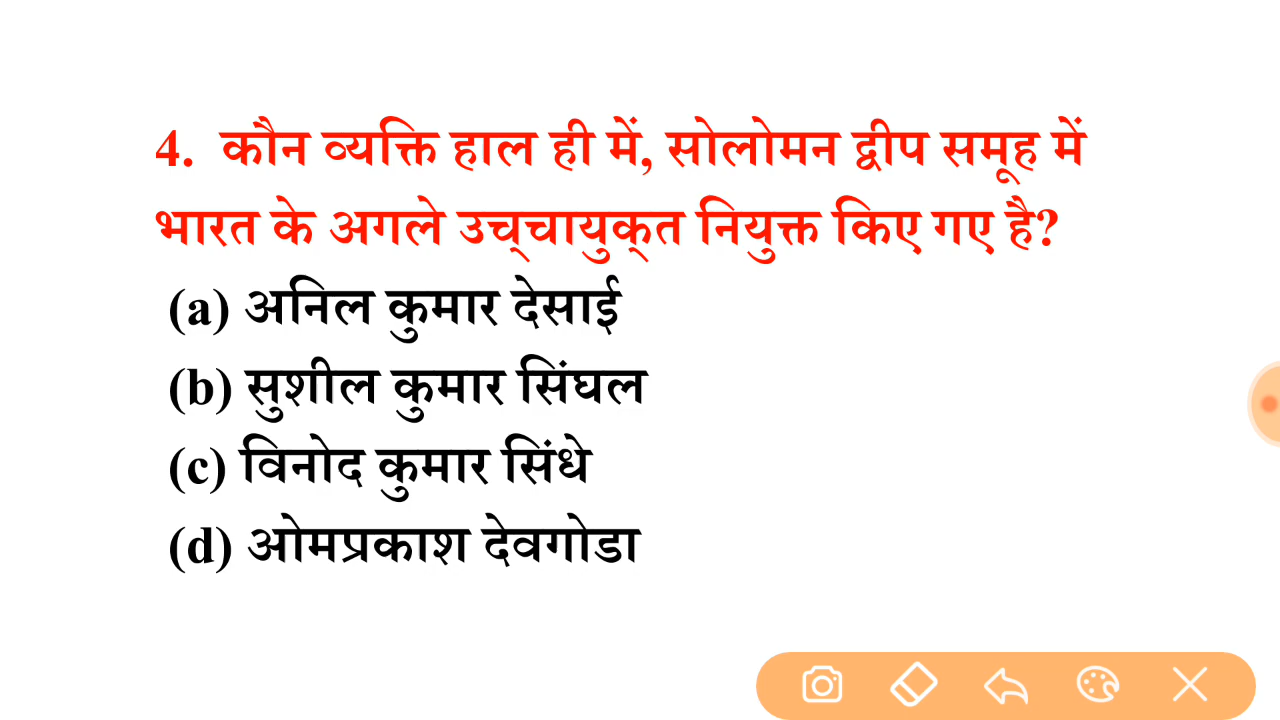 4. कौन व्यक्ति हाल ही में, सोलोमन द्वीप समूह में
भारत के अगले उच्‍चायुक्‍त नियुक्त किए गए है?
(a) अनिल कुमार देसाई
(b) सुशील कुमार सिंघल
(c) विनोद कुमार सिंधे
(d) ओमप्रकाश देवगोडा